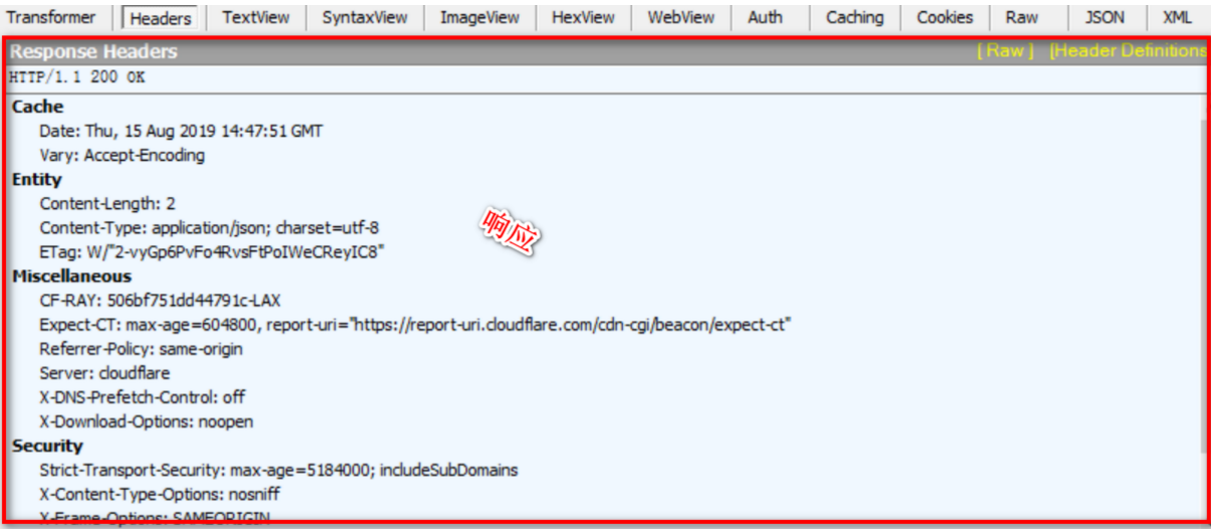 Transformer Headers TextView SyntaxView ImageView HexView WebView Auth Caching Cookies Raw JSON XML
Response Headers [ Raw ] [Header Definitions
HTTP/1.1 200 OK
Cache
Date: Thu, 15 Aug 2019 14:47:51 GMT
Vary: Accept-Encoding
Entity
Content-Length: 2
Content-Type: application/json; charset=utf-8
ETag: W/"2-vyGp6PvFo4RvsFtPoIWeCReyIC8"
响应
Miscellaneous
CF-RAY: 506bf751dd44791c-LAX
Expect-CT: max-age=604800, report-uri="https://report-uri.cloudflare.com/cdn-cgi/beacon/expect-ct"
Referrer-Policy: same-origin
Server: cloudflare
X-DNS-Prefetch-Control: off
X-Download-Options: noopen
Security
Strict-Transport-Security: max-age=5184000; includeSubDomains
X-Content-Type-Options: nosniff
X-Frame-Options: SAMEORIGIN